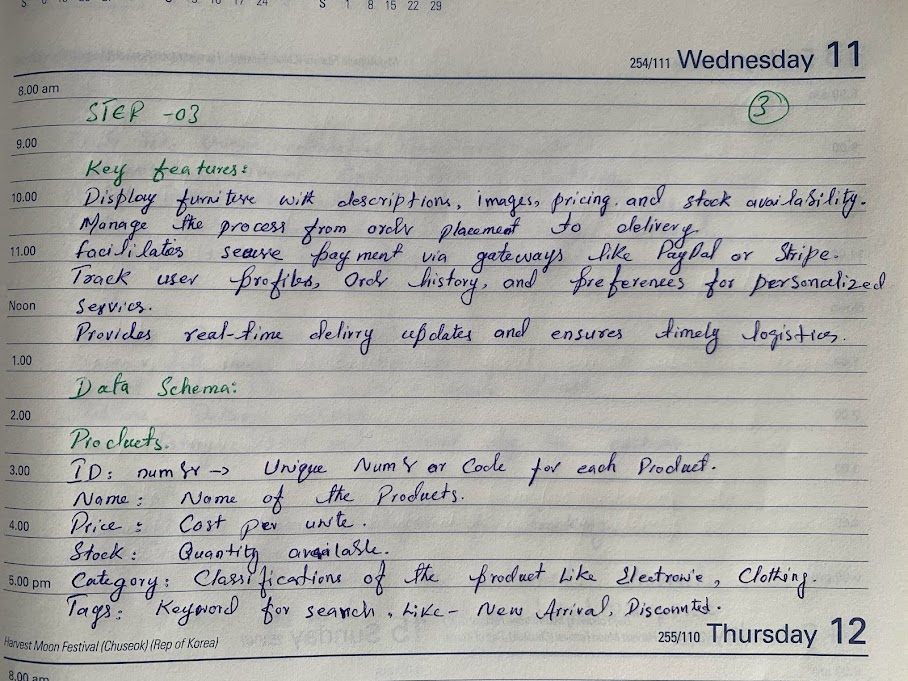 S 1 8 15 22 29
254/111 Wednesday 11
8.00 am
STEP -03
3
9.00
Key features:
10.00 Display furniture with description, images, pricing, and stock availability.
Manage the process from order placement to delivery
11.00 facililates secure payment via gateways like PayPal or Stripe.
Track user profiles, Order history, and preferences for personalized
Noon Service.
Provides real-time delivry updates and ensures timely logistics.
1.00
Data Schema:
2.00
Products.
3.00 ID: number → Unique Number or Code for each Product.
Name: Name of the Products.
4.00 Price : Cost per unite.
Stock: Quantity available.
5.00 pm Category: Classifications of the product Like Electronic, Clothing.
Tags: Keyword for search, Like- New Arrival, Discounted.
255/110 Thursday 12
Harvest Moon Festival (Chuseok) (Rep of Korea)
8.00 am